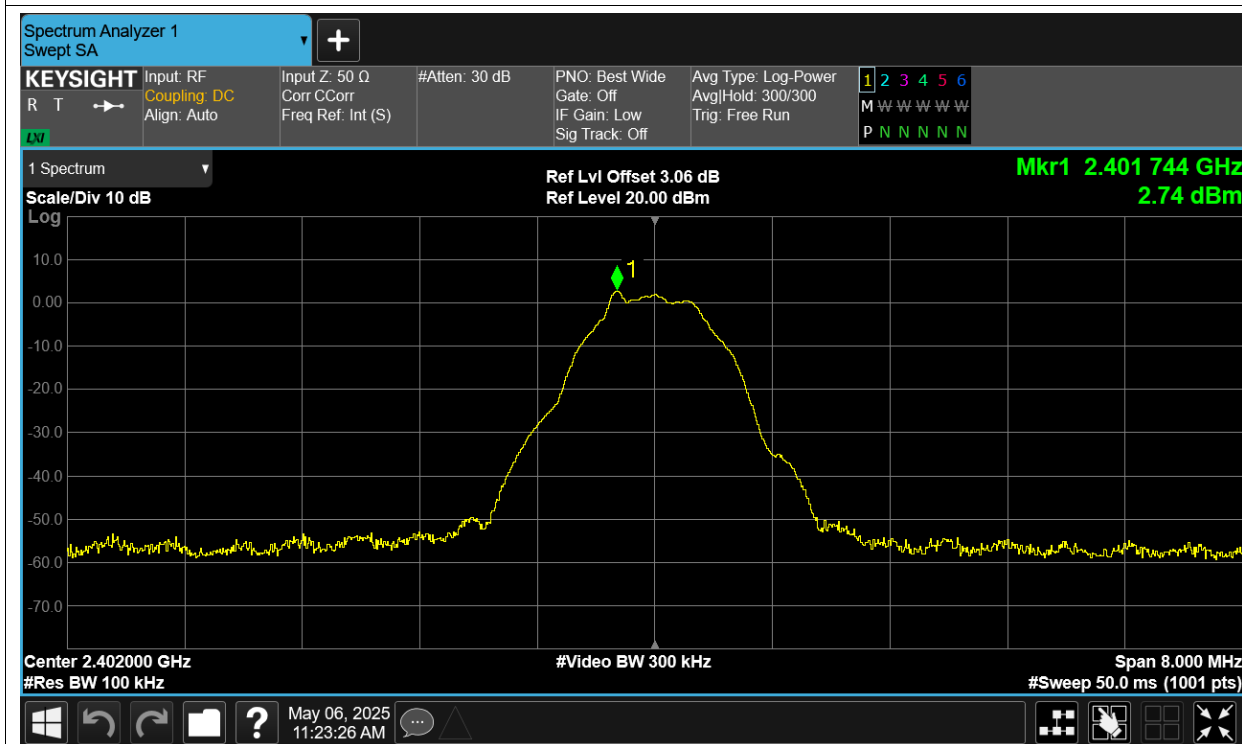 Spectrum Analyzer 1
Swept SA
+
KEYSIGHT
R T
LXI
Input: RF
Coupling: DC
Align: Auto
Input Z: 50 Ω
Corr CCorr
Freq Ref: Int (S)
#Atten: 30 dB
PNO: Best Wide
Gate: Off
IF Gain: Low
Sig Track: Off
Avg Type: Log-Power
Avg|Hold: 300/300
Trig: Free Run
1 2 3 4 5 6
M W W W W W
P N N N N N
1 Spectrum
Scale/Div 10 dB
Log
Ref Lvl Offset 3.06 dB
Ref Level 20.00 dBm
Mkr1 2.401 744 GHz
2.74 dBm
1
10.0
0.00
-10.0
-20.0
-30.0
-40.0
-50.0
-60.0
-70.0
Center 2.402000 GHz
#Res BW 100 kHz
#Video BW 300 kHz
Span 8.000 MHz
#Sweep 50.0 ms (1001 pts)
?
May 06, 2025
11:23:26 AM